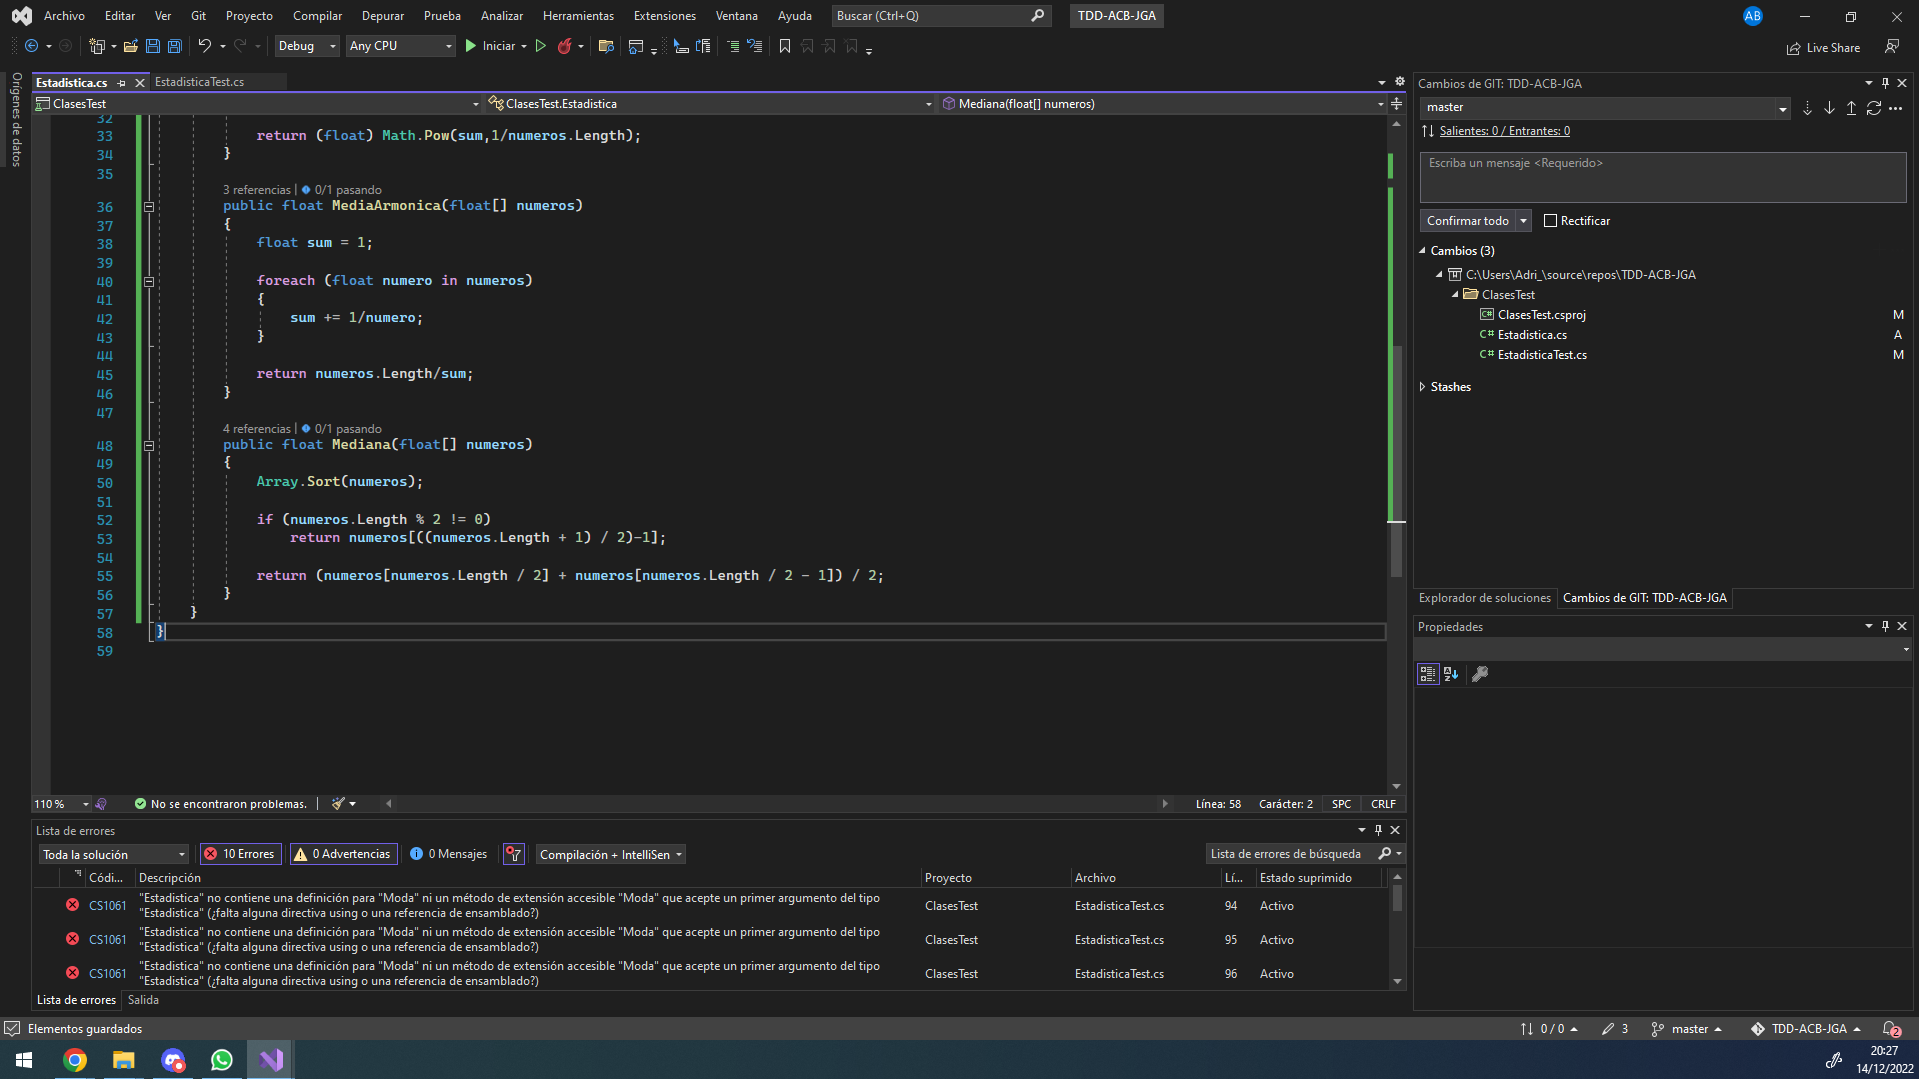 Archivo Editar Ver Git Proyecto Compilar Depurar Prueba Analizar Herramientas Extensiones Ventana Ayuda Buscar (Ctrl+Q) TDD-ACB-JGA AB
Debug Any CPU Iniciar Live Share
Orígenes de datos
Estadistica.cs EstadisticaTest.cs
ClasesTest ClasesTest.Estadistica Mediana(float[] numeros)
32
33 return (float) Math.Pow(sum,1/numeros.Length);
34 }
35
3 referencias | 0/1 pasando
36 public float MediaArmonica(float[] numeros)
37 {
38 float sum = 1;
39
40 foreach (float numero in numeros)
41 {
42 sum += 1/numero;
43 }
44
45 return numeros.Length/sum;
46 }
47
4 referencias | 0/1 pasando
48 public float Mediana(float[] numeros)
49 {
50 Array.Sort(numeros);
51
52 if (numeros.Length % 2 != 0)
53 return numeros[((numeros.Length + 1) / 2)-1];
54
55 return (numeros[numeros.Length / 2] + numeros[numeros.Length / 2 - 1]) / 2;
56 }
57 }
58 }
59
110 % No se encontraron problemas. Línea: 58 Carácter: 2 SPC CRLF
Lista de errores
Toda la solución 10 Errores 0 Advertencias 0 Mensajes Compilación + IntelliSen Lista de errores de búsqueda
Códi... Descripción Proyecto Archivo Lí... Estado suprimido
CS1061 "Estadistica" no contiene una definición para "Moda" ni un método de extensión accesible "Moda" que acepte un primer argumento del tipo
"Estadistica" (¿falta alguna directiva using o una referencia de ensamblado?) ClasesTest EstadisticaTest.cs 94 Activo
CS1061 "Estadistica" no contiene una definición para "Moda" ni un método de extensión accesible "Moda" que acepte un primer argumento del tipo
"Estadistica" (¿falta alguna directiva using o una referencia de ensamblado?) ClasesTest EstadisticaTest.cs 95 Activo
CS1061 "Estadistica" no contiene una definición para "Moda" ni un método de extensión accesible "Moda" que acepte un primer argumento del tipo
"Estadistica" (¿falta alguna directiva using o una referencia de ensamblado?) ClasesTest EstadisticaTest.cs 96 Activo
Lista de errores Salida
Cambios de GIT: TDD-ACB-JGA
master
Salientes: 0 / Entrantes: 0
Escriba un mensaje <Requerido>
Confirmar todo Rectificar
Cambios (3)
C:\Users\Adri_\source\repos\TDD-ACB-JGA
ClasesTest
ClasesTest.csproj M
C# Estadistica.cs A
C# EstadisticaTest.cs M
Stashes
Explorador de soluciones Cambios de GIT: TDD-ACB-JGA
Propiedades
Elementos guardados 0 / 0 3 master TDD-ACB-JGA 2
20:27
14/12/2022